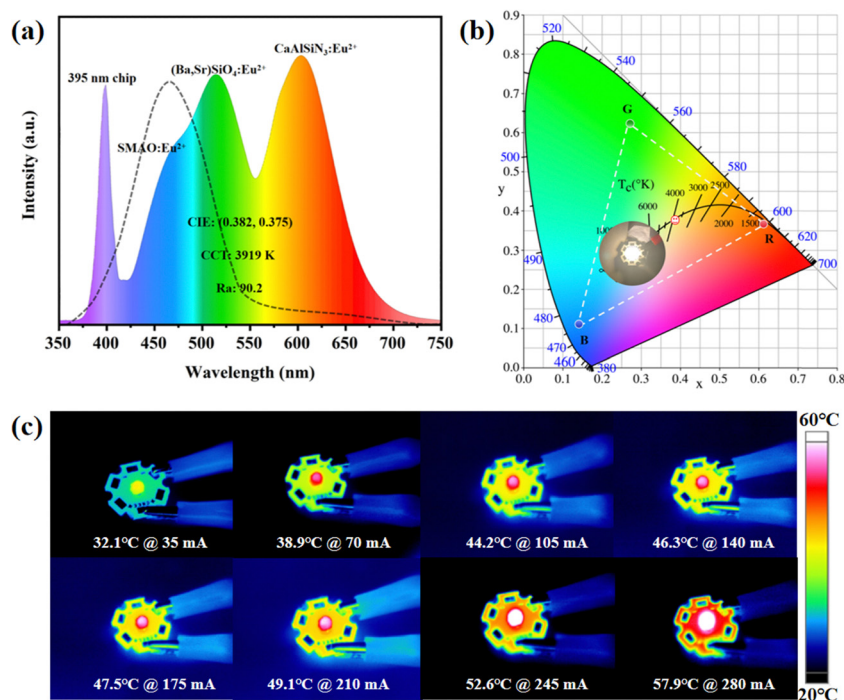 (a)
395 nm chip
(Ba,Sr)SiO₄:Eu²⁺
CaAlSiN₃:Eu²⁺
SMAO:Eu²⁺
CIE: (0.382, 0.375)
CCT: 3919 K
Ra: 90.2
Intensity (a.u.)
350 400 450 500 550 600 650 700 750
Wavelength (nm)
(b)
0.9
0.8
0.7
0.6
0.5
0.4
0.3
0.2
0.1
0.0
y
520
540
560
580
600
620
700
500
490
480
470
460
380
G
R
B
Tc(°K)
6000
4000
3000
2500
2000
1500
0.0 0.1 0.2 0.3 0.4 0.5 0.6 0.7 0.8
x
(c)
60°C
32.1°C @ 35 mA
38.9°C @ 70 mA
44.2°C @ 105 mA
46.3°C @ 140 mA
47.5°C @ 175 mA
49.1°C @ 210 mA
52.6°C @ 245 mA
57.9°C @ 280 mA
20°C